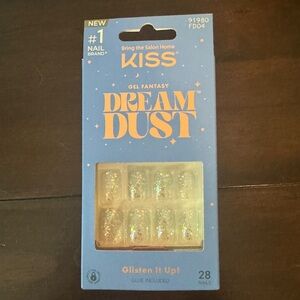 NEW
#1
NAIL
BRAND*
Bring the Salon Home
KISS
91980
FD04
GEL FANTASY
DREAM
DUST
Glisten It Up!
GLUE INCLUDED
28
NAILS